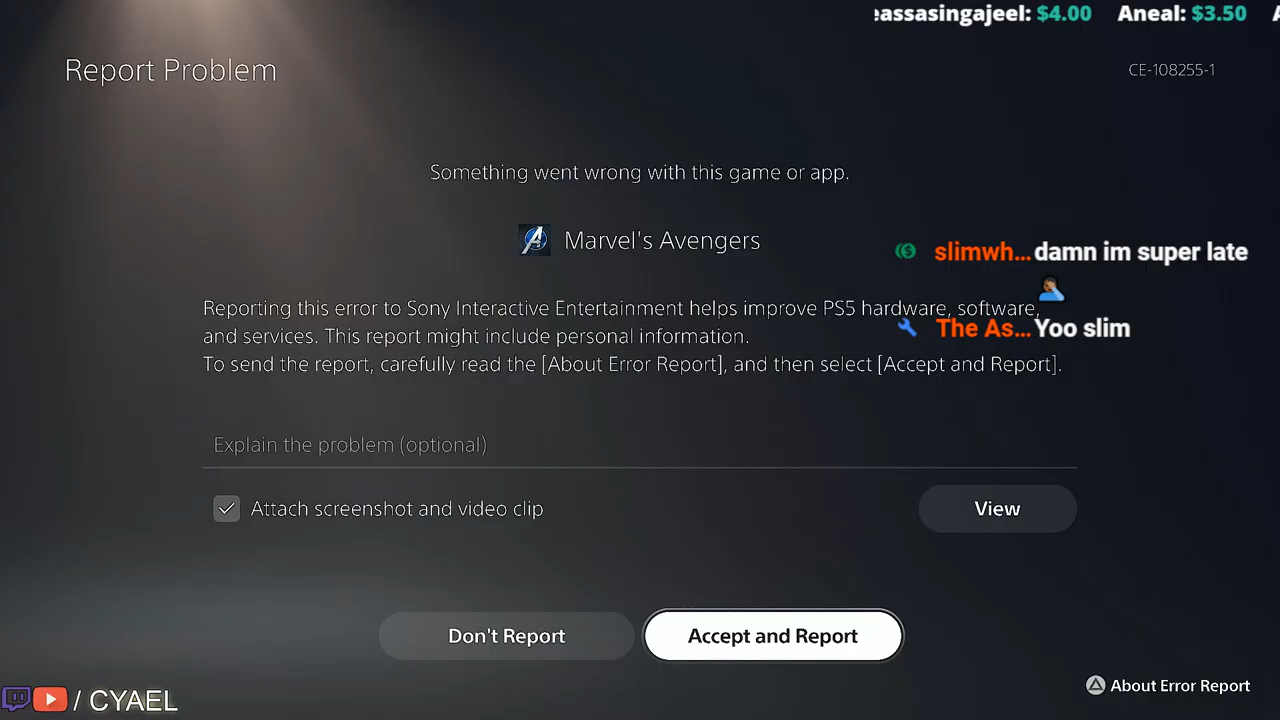 eassasingajeel: $4.00 Aneal: $3.50
Report Problem
CE-108255-1
Something went wrong with this game or app.
Marvel's Avengers
slimwh... damn im super late
Reporting this error to Sony Interactive Entertainment helps improve PS5 hardware, software,
and services. This report might include personal information.
The As... Yoo slim
To send the report, carefully read the [About Error Report], and then select [Accept and Report].
Explain the problem (optional)
Attach screenshot and video clip
View
Don't Report
Accept and Report
About Error Report
/ CYAEL